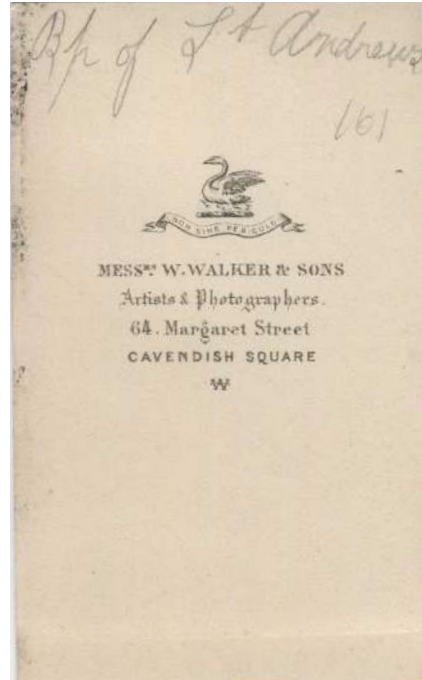 Bp of St Andrews
161
NON SINE PERICULO
MESSRS. W. WALKER & SONS
Artists & Photographers.
64. Margaret Street
CAVENDISH SQUARE
W